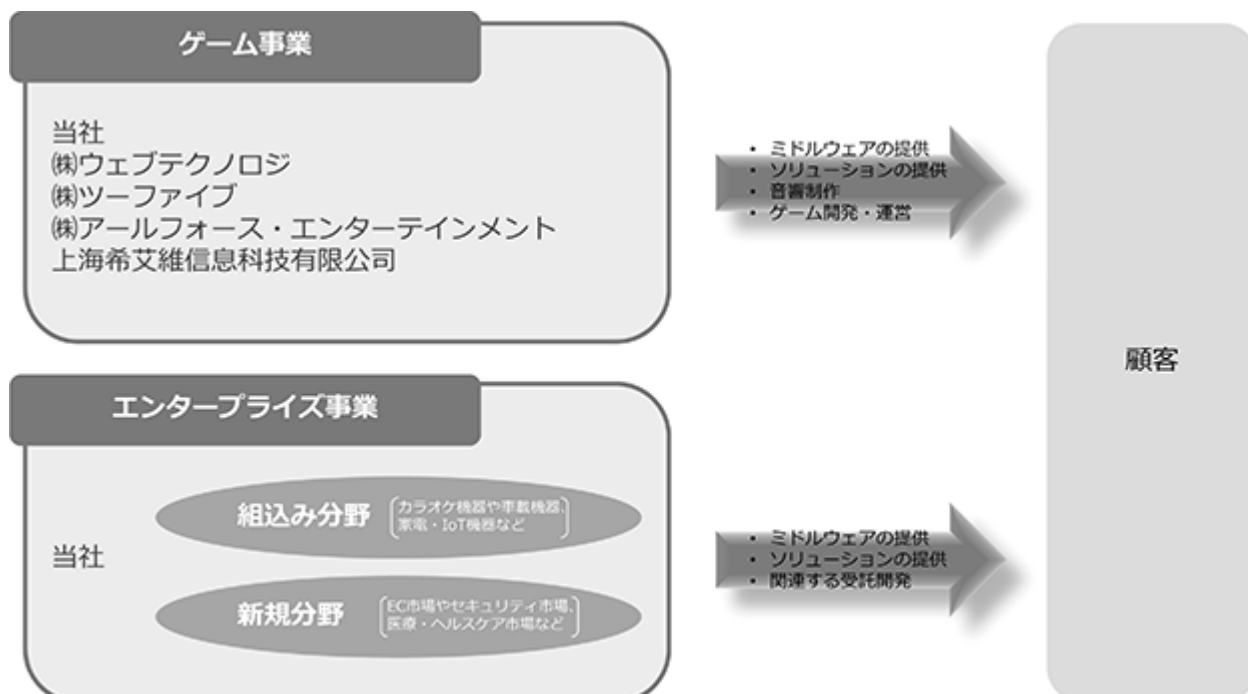 ゲーム事業
当社
㈱ウェブテクノロジ
㈱ツーファイブ
㈱アールフォース・エンターテインメント
上海希艾維信息科技有限公司
• ミドルウェアの提供
• ソリューションの提供
• 音響制作
• ゲーム開発・運営
顧客
エンタープライズ事業
当社
組込み分野
カラオケ機器や車載機器、
家電・IoT機器など
新規分野
EC市場やセキュリティ市場、
医療・ヘルスケア市場など
• ミドルウェアの提供
• ソリューションの提供
• 関連する受託開発